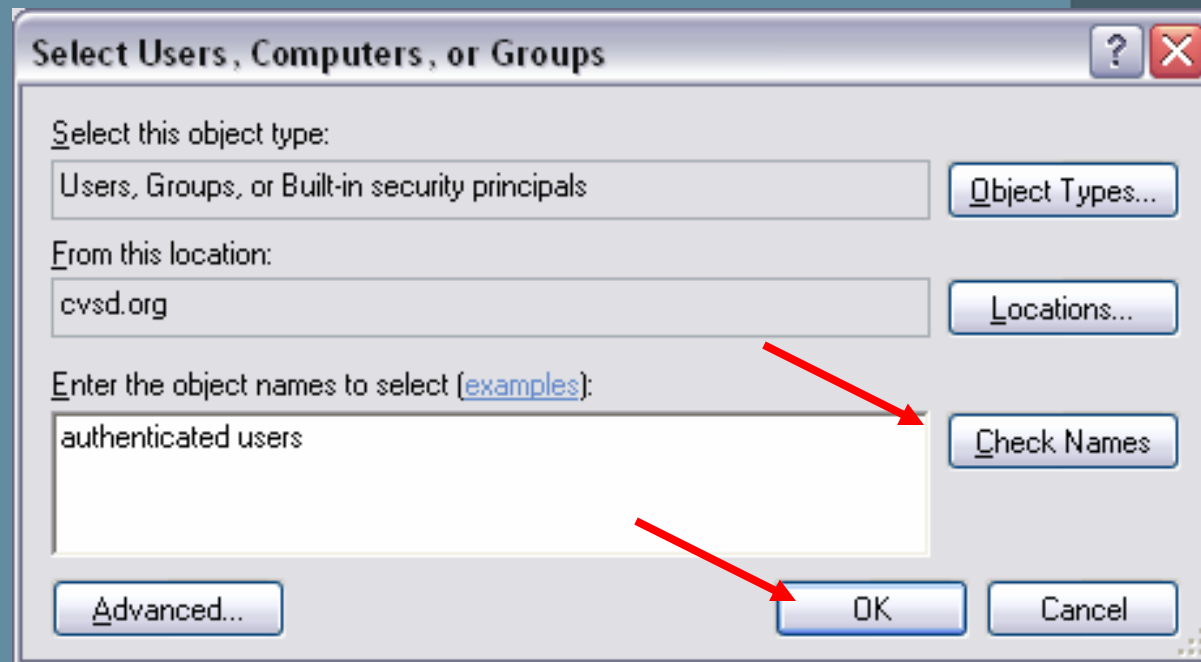 Select Users, Computers, or Groups
?
Select this object type:
Users, Groups, or Built-in security principals
Object Types...
From this location:
cvsd.org
Locations...
Enter the object names to select (examples):
authenticated users
Check Names
Advanced...
OK
Cancel